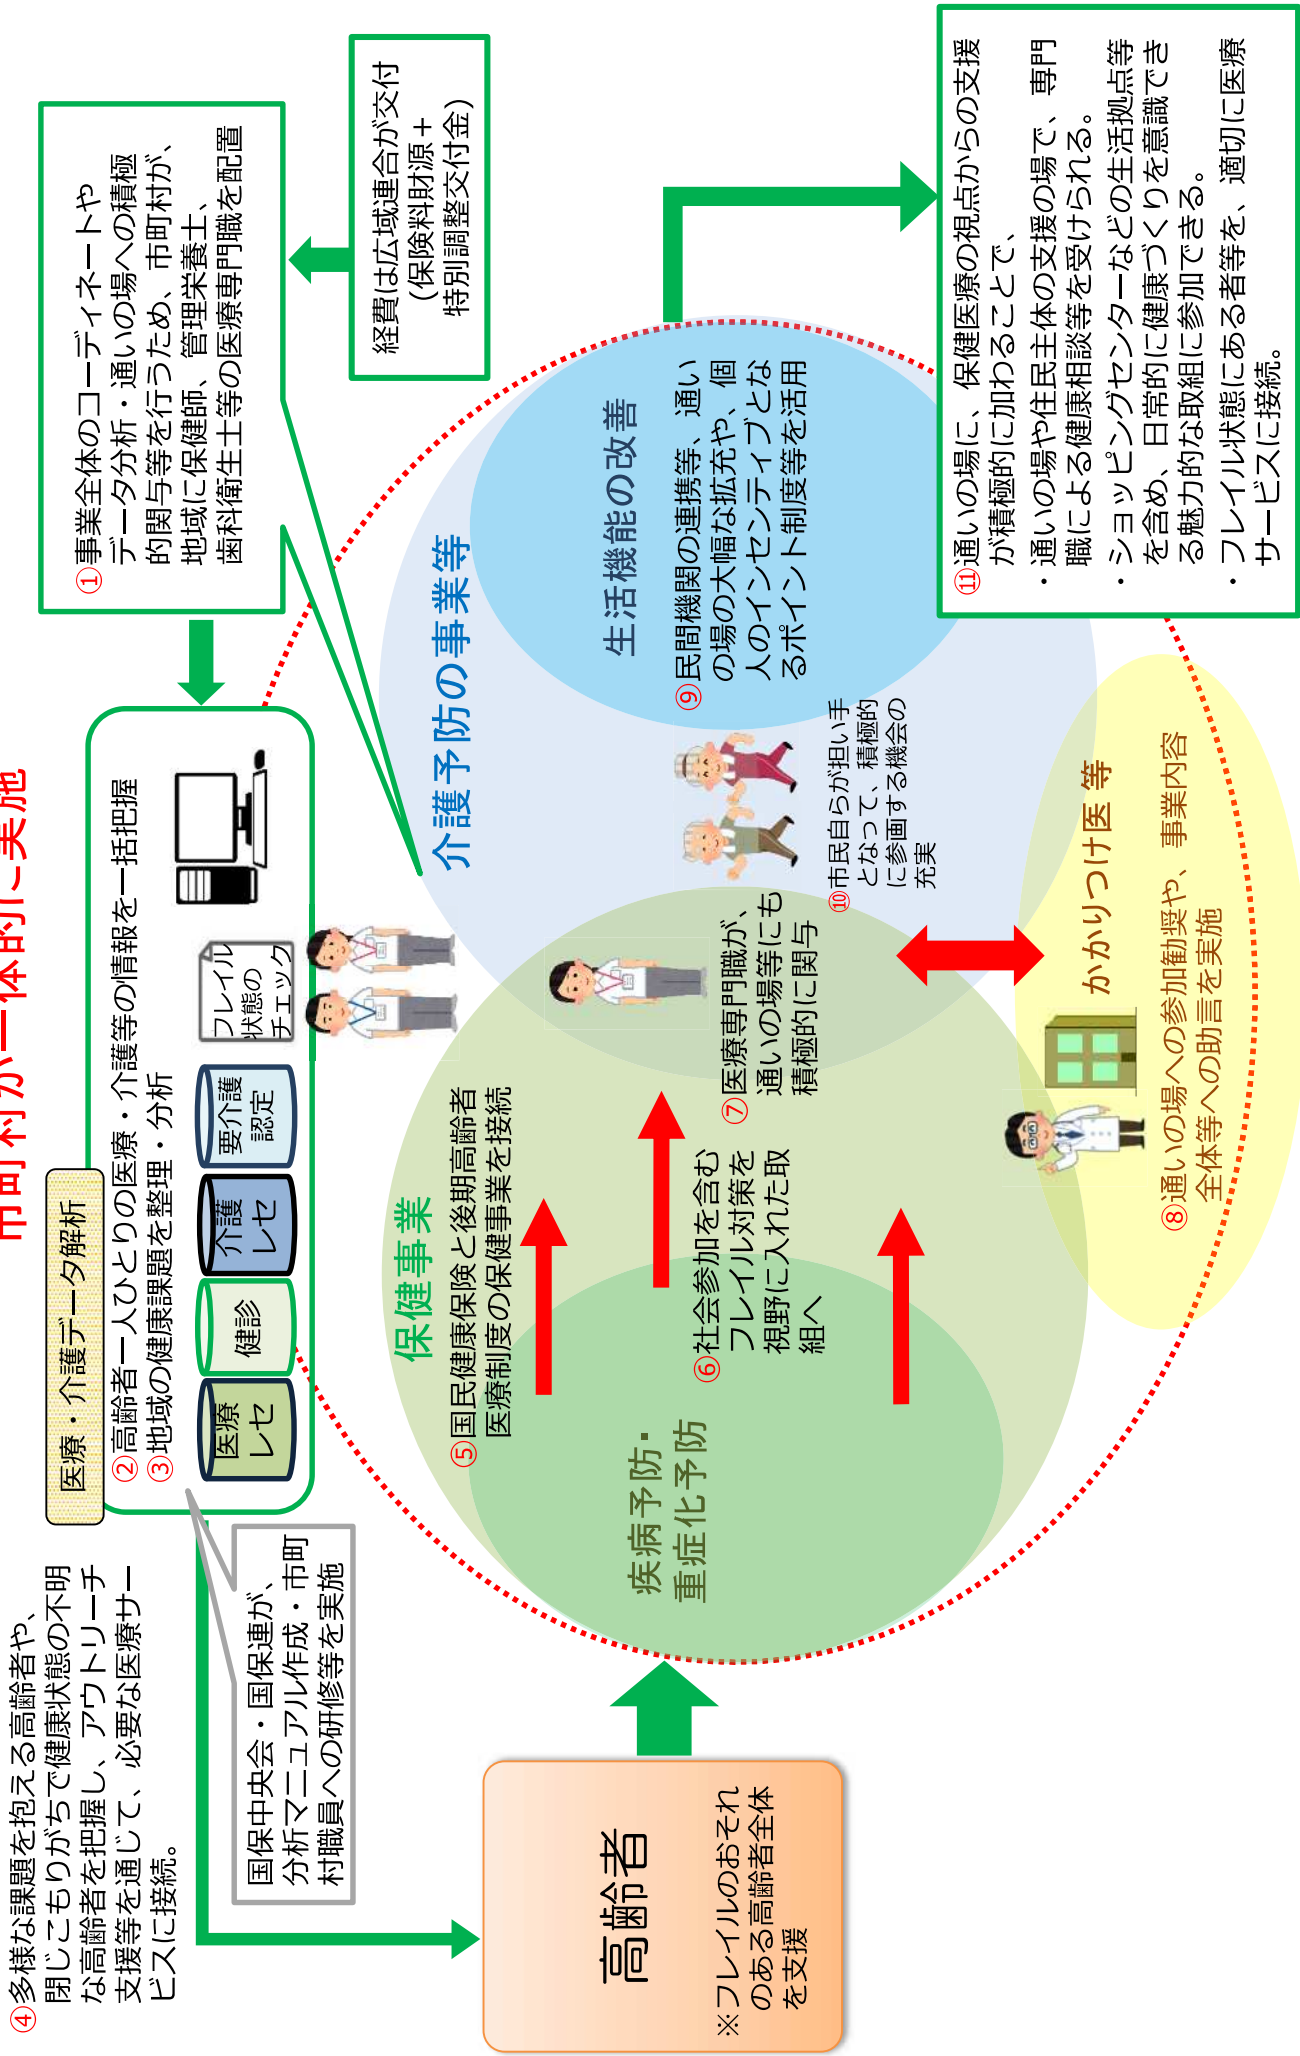 市町村が一体的に実施
④多様な課題を抱える高齢者や、
閉じこもりがちで健康状態の不明
な高齢者を把握し、アウトリーチ
支援等を通じて、必要な医療サー
ビスに接続。
医療・介護データ解析
②高齢者一人ひとりの医療・介護等の情報を一括把握
③地域の健康課題を整理・分析
医療
レセ
健診
介護
レセ
要介護
認定
フレイル
状態の
チェック
国保中央会・国保連が、
分析マニュアル作成・市町
村職員への研修等を実施
①事業全体のコーディネートや
データ分析・通いの場への積極
的関与等を行うため、市町村が、
地域に保健師、管理栄養士、
歯科衛生士等の医療専門職を配置
経費は広域連合が交付
(保険料財源+
特別調整交付金)
高齢者
※フレイルのおそれ
のある高齢者全体
を支援
保健事業
⑤国民健康保険と後期高齢者
医療制度の保健事業を接続
疾病予防・
重症化予防
⑥社会参加を含む
フレイル対策を
視野に入れた取
組へ
⑦医療専門職が、
通いの場等にも
積極的に関与
介護予防の事業等
生活機能の改善
⑨民間機関の連携等、通い
の場の大幅な拡充や、個
人のインセンティブとな
るポイント制度等を活用
⑩市民自らが担い手
となって、積極的
に参画する機会の
充実
かかりつけ医 等
⑧通いの場への参加勧奨や、事業内容
全体等への助言を実施
⑪通いの場に、保健医療の視点からの支援
が積極的に加わることで、
・通いの場や住民主体の支援の場で、専門
職による健康相談等を受けられる。
・ショッピングセンターなどの生活拠点等
を含め、日常的に健康づくりを意識でき
る魅力的な取組に参加できる。
・フレイル状態にある者等を、適切に医療
サービスに接続。